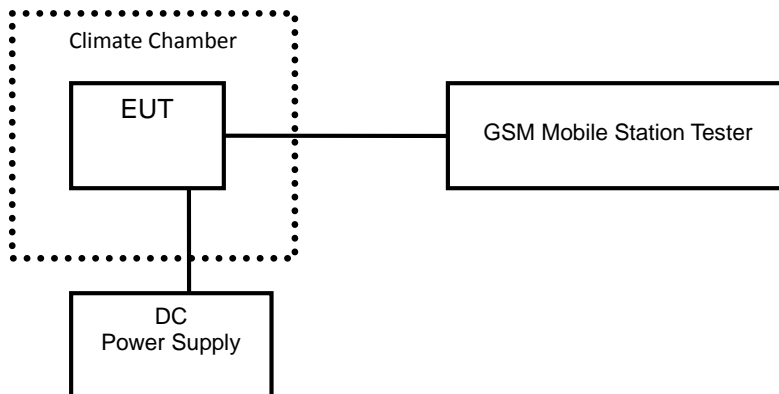 Climate Chamber
EUT
GSM Mobile Station Tester
DC
Power Supply